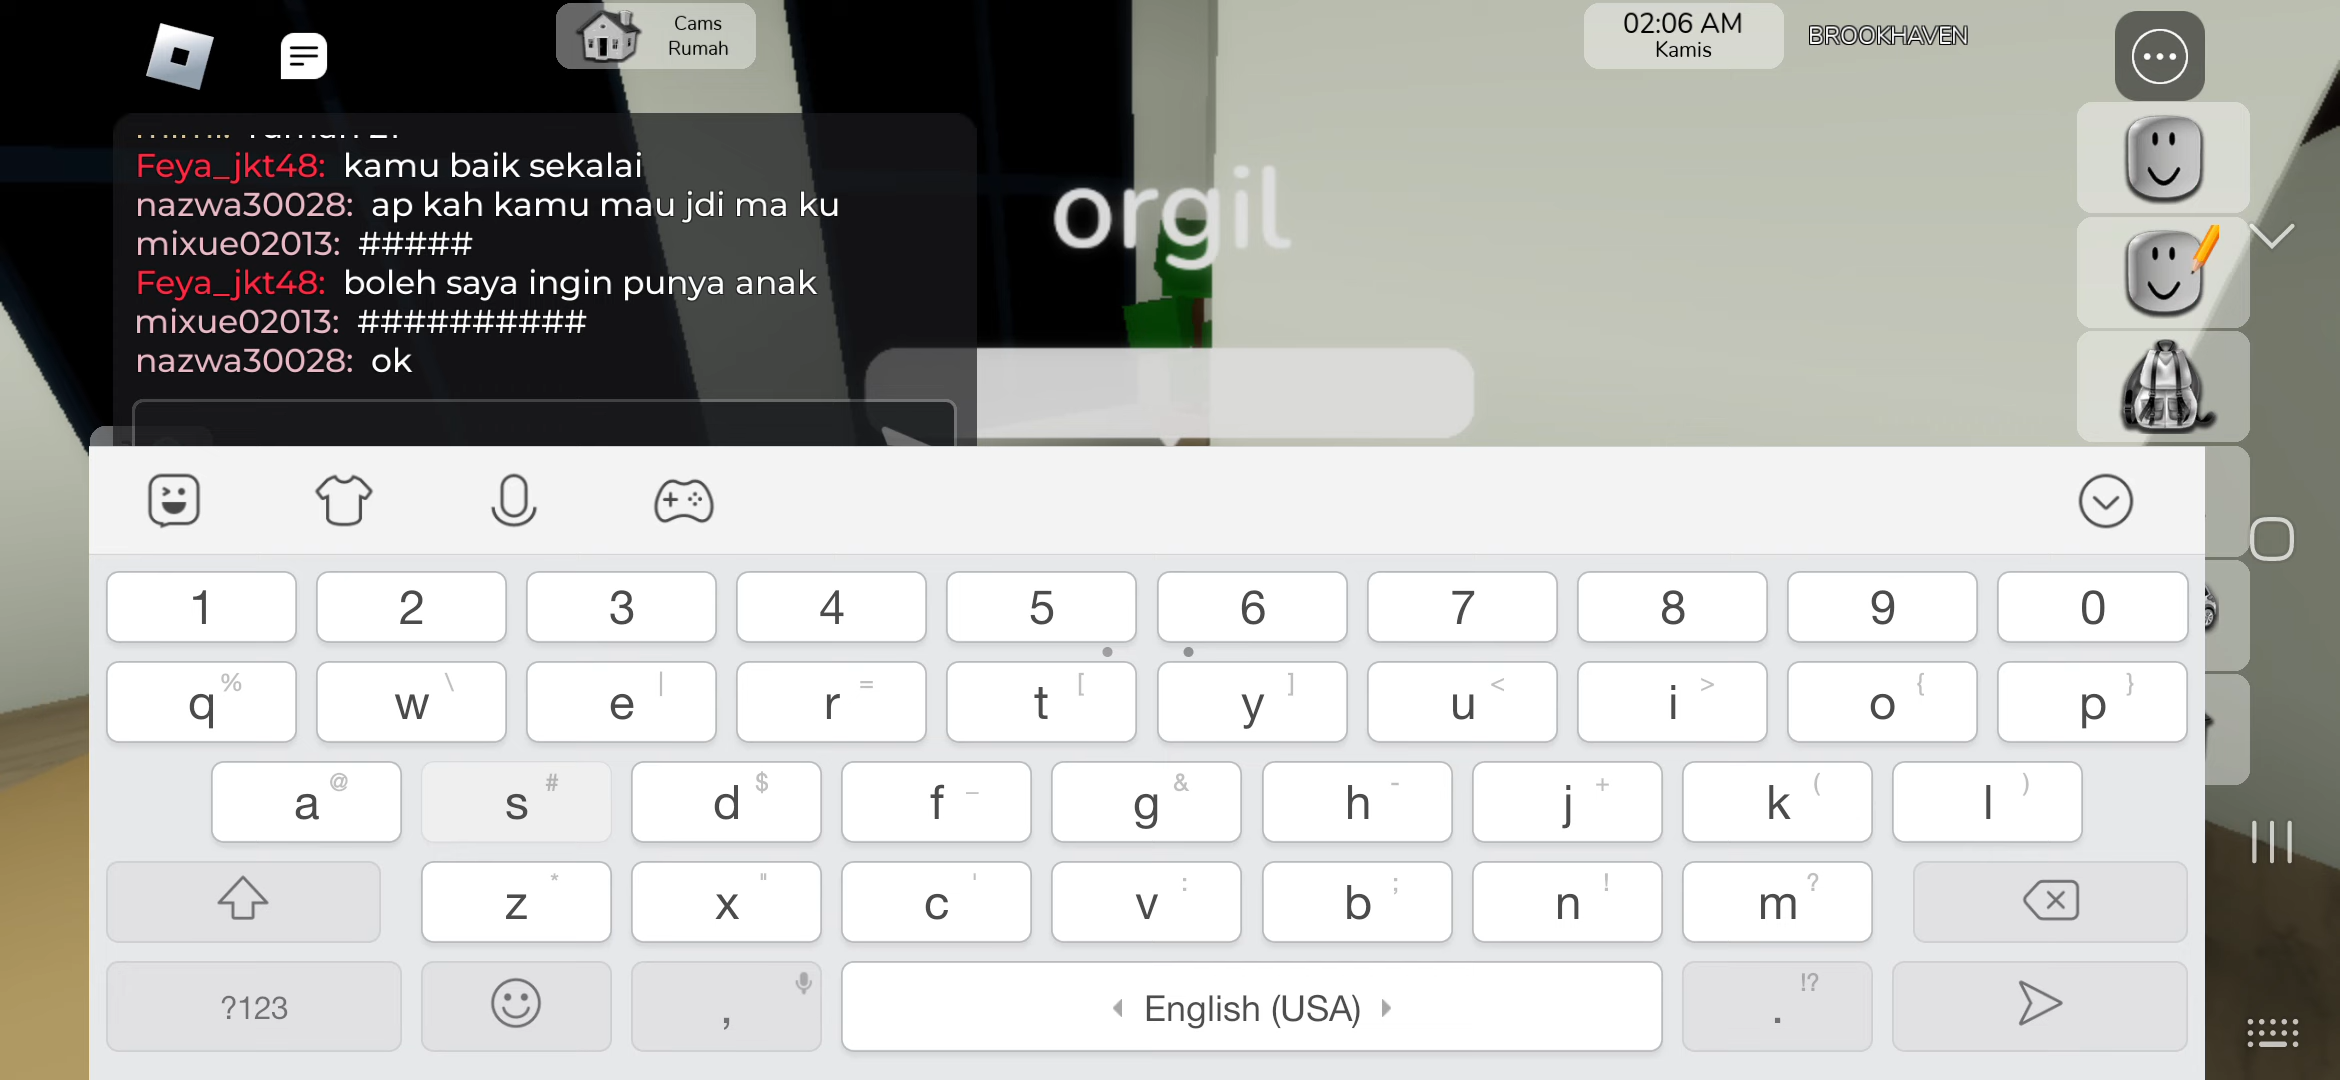 Cams
Rumah
02:06 AM
Kamis
BROOKHAVEN
Feya_jkt48: kamu baik sekalai
nazwa30028: ap kah kamu mau jdi ma ku
mixue02013: #####
Feya_jkt48: boleh saya ingin punya anak
mixue02013: ##########
nazwa30028: ok
orgil
1 2 3 4 5 6 7 8 9 0
q % w \ e | r = t [ y ] u < i > o { p }
a @ s # d $ f _ g & h - j + k ( l )
z * x " c ' v : b ; n ! m ?
?123 , English (USA) . !?